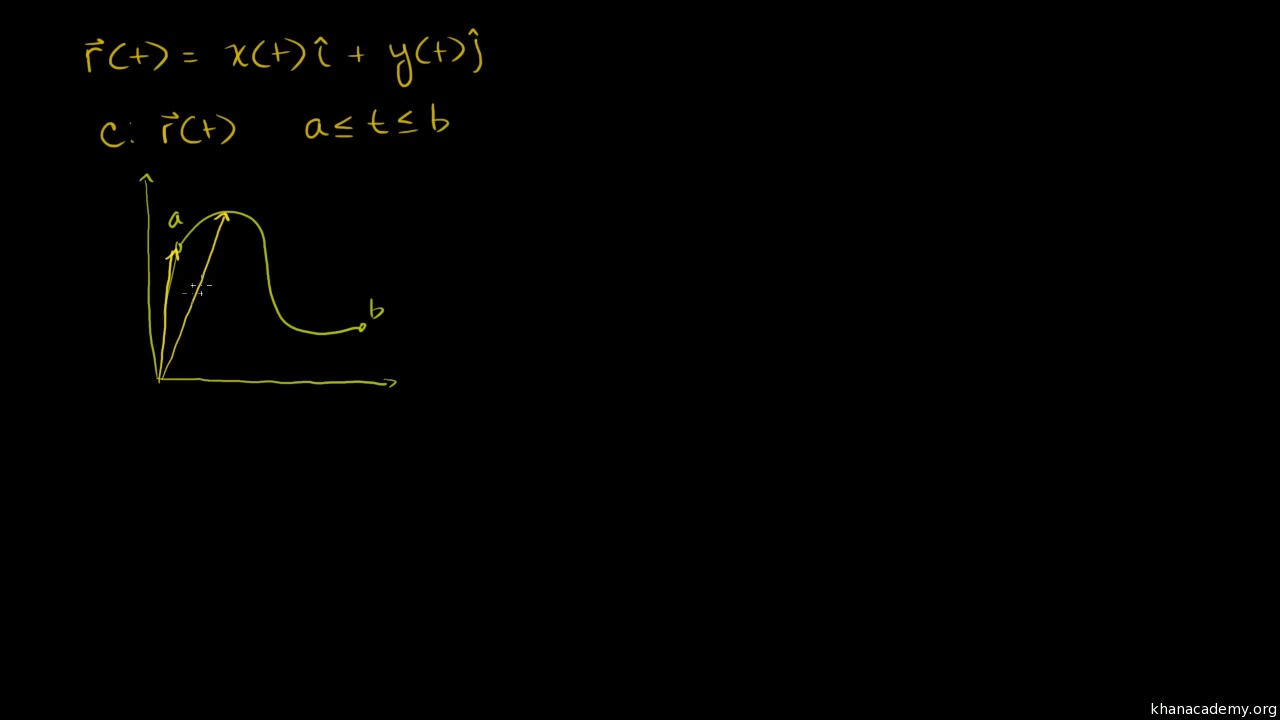 r⃗(t) = x(t)î + y(t)ĵ
C: r⃗(t) a ≤ t ≤ b
a
b
khanacademy.org